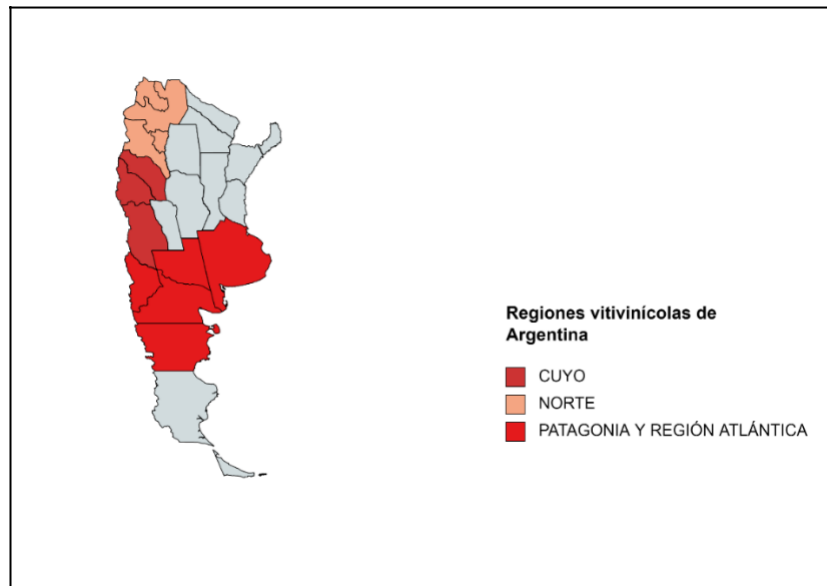 Regiones vitivinícolas de
Argentina
CUYO
NORTE
PATAGONIA Y REGIÓN ATLÁNTICA